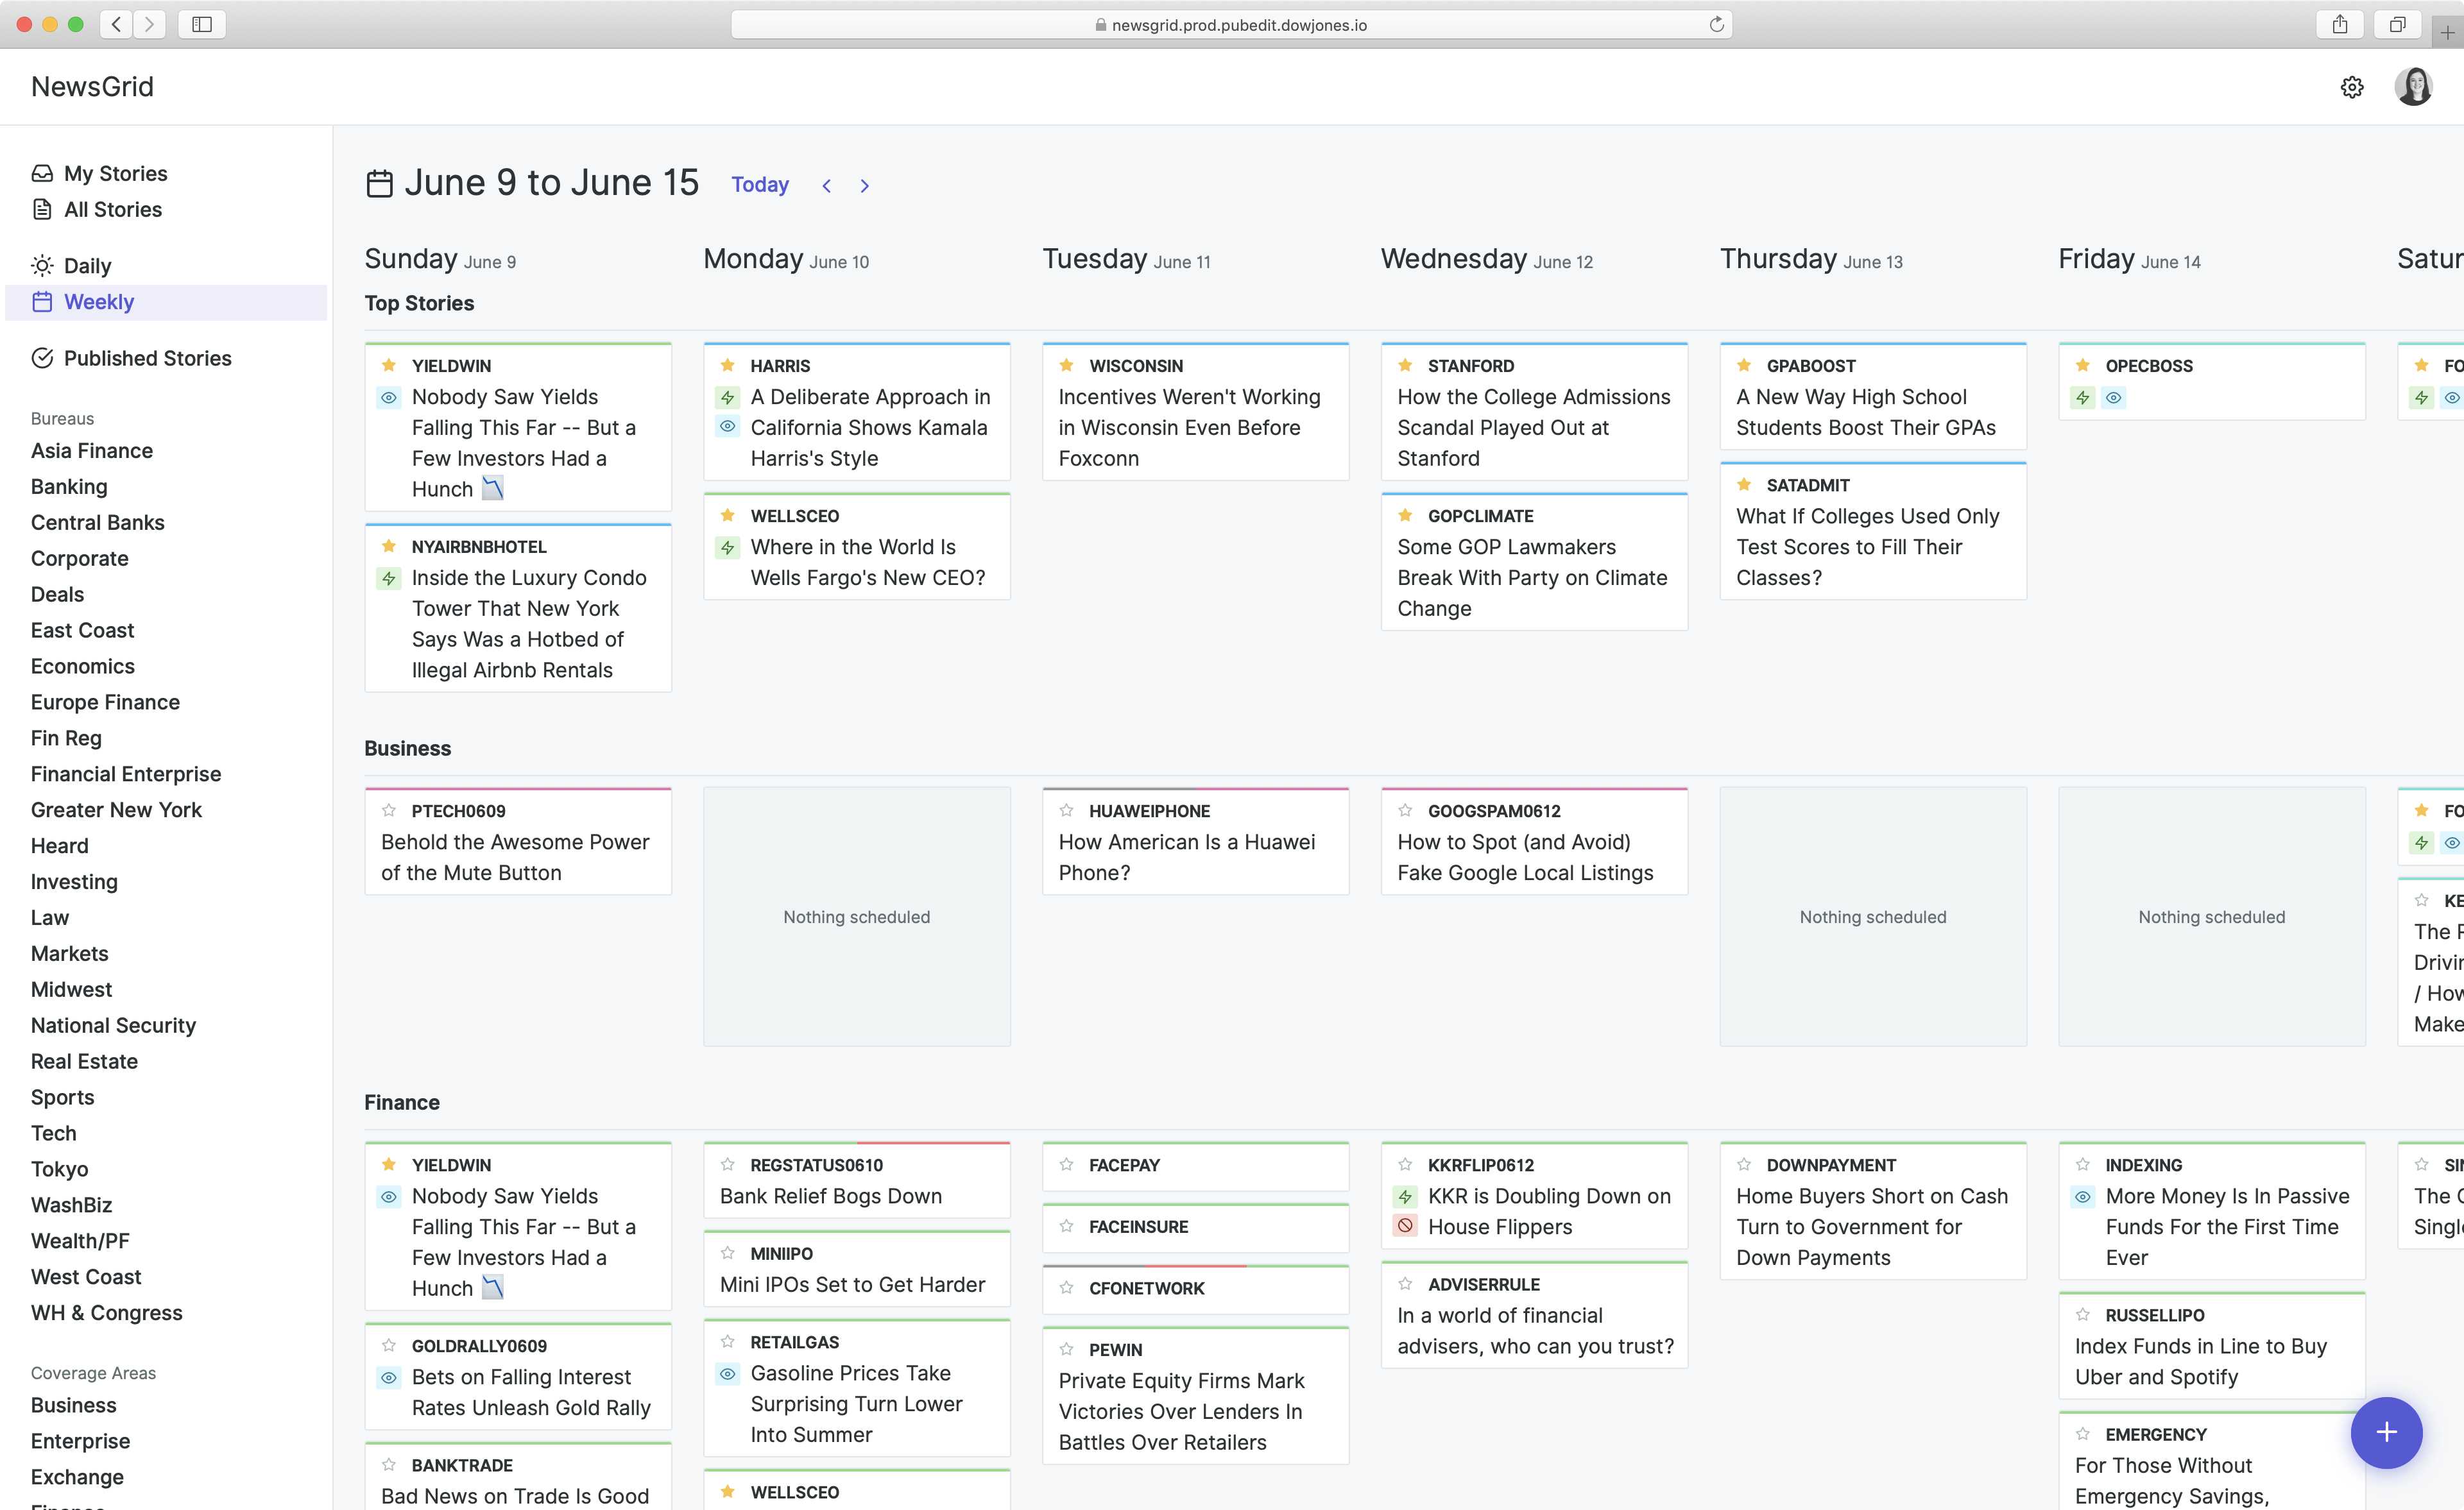 newsgrid.prod.pubedit.dowjones.io
NewsGrid
My Stories
All Stories
Daily
Weekly
Published Stories
Bureaus
Asia Finance
Banking
Central Banks
Corporate
Deals
East Coast
Economics
Europe Finance
Fin Reg
Financial Enterprise
Greater New York
Heard
Investing
Law
Markets
Midwest
National Security
Real Estate
Sports
Tech
Tokyo
WashBiz
Wealth/PF
West Coast
WH & Congress
Coverage Areas
Business
Enterprise
Exchange
June 9 to June 15
Today
Sunday June 9
Monday June 10
Tuesday June 11
Wednesday June 12
Thursday June 13
Friday June 14
Satur
Top Stories
YIELDWIN
Nobody Saw Yields
Falling This Far -- But a
Few Investors Had a
Hunch 📉
NYAIRBNBHOTEL
Inside the Luxury Condo
Tower That New York
Says Was a Hotbed of
Illegal Airbnb Rentals
HARRIS
A Deliberate Approach in
California Shows Kamala
Harris's Style
WELLSCEO
Where in the World Is
Wells Fargo's New CEO?
WISCONSIN
Incentives Weren't Working
in Wisconsin Even Before
Foxconn
STANFORD
How the College Admissions
Scandal Played Out at
Stanford
GOPCLIMATE
Some GOP Lawmakers
Break With Party on Climate
Change
GPABOOST
A New Way High School
Students Boost Their GPAs
SATADMIT
What If Colleges Used Only
Test Scores to Fill Their
Classes?
OPECBOSS
FO
Business
PTECH0609
Behold the Awesome Power
of the Mute Button
Nothing scheduled
HUAWEIPHONE
How American Is a Huawei
Phone?
GOOGSPAM0612
How to Spot (and Avoid)
Fake Google Local Listings
Nothing scheduled
Nothing scheduled
FO
KE
The
Drivin
/ How
Make
Finance
YIELDWIN
Nobody Saw Yields
Falling This Far -- But a
Few Investors Had a
Hunch 📉
GOLDRALLY0609
Bets on Falling Interest
Rates Unleash Gold Rally
BANKTRADE
Bad News on Trade Is Good
REGSTATUS0610
Bank Relief Bogs Down
MINIIPO
Mini IPOs Set to Get Harder
RETAILGAS
Gasoline Prices Take
Surprising Turn Lower
Into Summer
WELLSCEO
FACEPAY
FACEINSURE
CFONETWORK
PEWIN
Private Equity Firms Mark
Victories Over Lenders In
Battles Over Retailers
KKRFLIP0612
KKR is Doubling Down on
House Flippers
ADVISERRULE
In a world of financial
advisers, who can you trust?
DOWNPAYMENT
Home Buyers Short on Cash
Turn to Government for
Down Payments
INDEXING
More Money Is In Passive
Funds For the First Time
Ever
RUSSELLIPO
Index Funds in Line to Buy
Uber and Spotify
EMERGENCY
For Those Without
Emergency Savings,
SIN
The
Singl